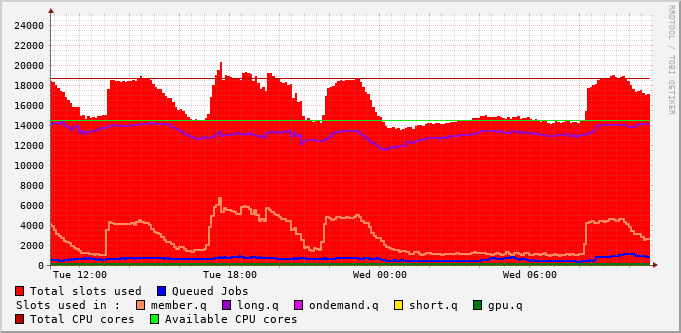 RRDTOOL / TOBI OETIKER
24000
22000
20000
18000
16000
14000
12000
10000
8000
6000
4000
2000
0
Tue 12:00 Tue 18:00 Wed 00:00 Wed 06:00
Total slots used Queued Jobs
Slots used in : member.q long.q ondemand.q short.q gpu.q
Total CPU cores Available CPU cores